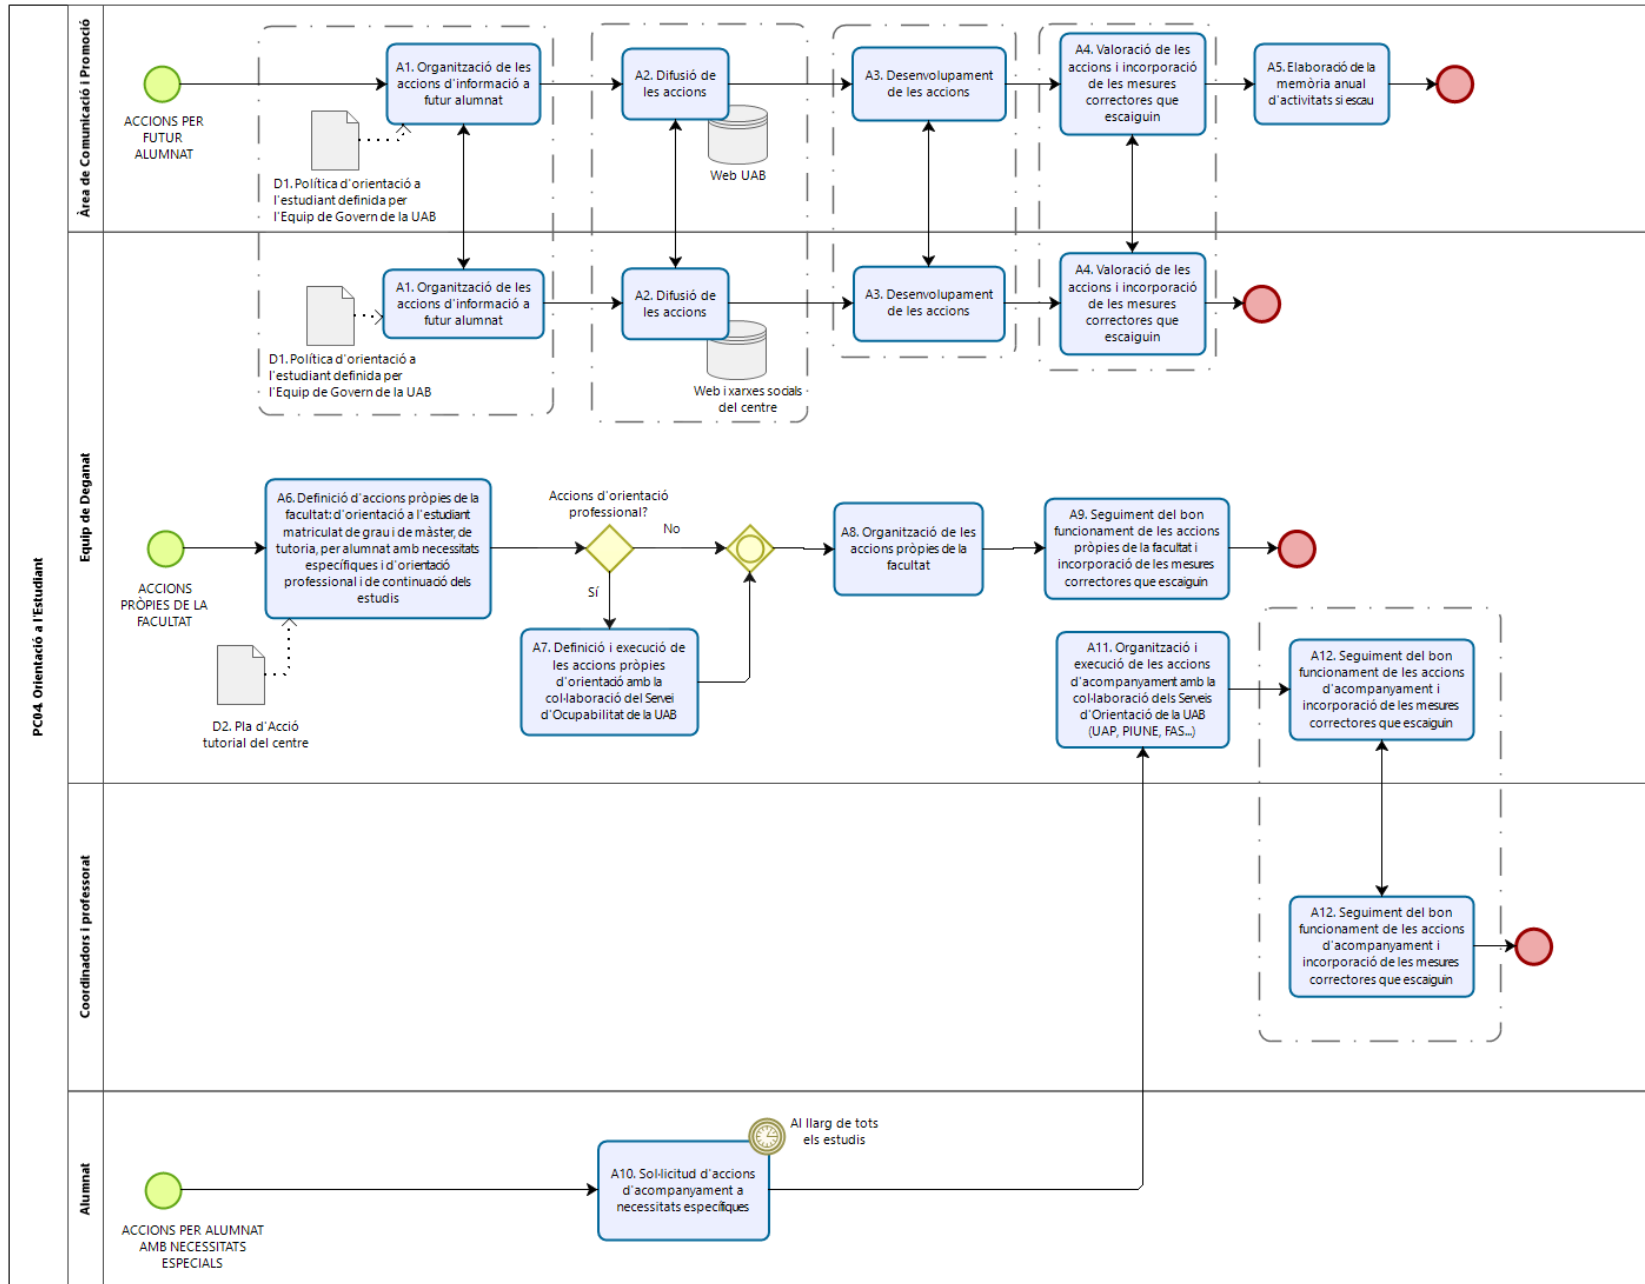 PC04. Orientació a l'Estudiant
Àrea de Comunicació i Promoció
ACCIONS PER
FUTUR
ALUMNAT
A1. Organització de les
accions d'informació a
futur alumnat
D1. Política d'orientació a
l'estudiant definida per
l'Equip de Govern de la UAB
A2. Difusió de
les accions
Web UAB
A3. Desenvolupament
de les accions
A4. Valoració de les
accions i incorporació
de les mesures
correctores que
escaiguin
A5. Elaboració de la
memòria anual
d'activitats si escau
Equip de Deganat
A1. Organització de les
accions d'informació a
futur alumnat
D1. Política d'orientació a
l'estudiant definida per
l'Equip de Govern de la UAB
A2. Difusió de
les accions
Web i xarxes socials
del centre
A3. Desenvolupament
de les accions
A4. Valoració de les
accions i incorporació
de les mesures
correctores que
escaiguin
ACCIONS
PRÒPIES DE LA
FACULTAT
A6. Definició d'accions pròpies de la
facultat: d'orientació a l'estudiant
matriculat de grau i de màster, de
tutoria, per alumnat amb necessitats
específiques i d'orientació
professional i de continuació dels
estudis
D2. Pla d'Acció
tutorial del centre
Accions d'orientació
professional?
No
Sí
A7. Definició i execució de
les accions pròpies
d'orientació amb la
col·laboració del Servei
d'Ocupabilitat de la UAB
A8. Organització de les
accions pròpies de la
facultat
A9. Seguiment del bon
funcionament de les accions
pròpies de la facultat i
incorporació de les mesures
correctores que escaiguin
A11. Organització i
execució de les accions
d'acompanyament amb la
col·laboració dels Serveis
d'Orientació de la UAB
(UAP, PIUNE, FAS...)
A12. Seguiment del bon
funcionament de les accions
d'acompanyament i
incorporació de les mesures
correctores que escaiguin
Coordinadors i professorat
A12. Seguiment del bon
funcionament de les accions
d'acompanyament i
incorporació de les mesures
correctores que escaiguin
Alumnat
ACCIONS PER ALUMNAT
AMB NECESSITATS
ESPECIALS
A10. Sol·licitud d'accions
d'acompanyament a
necessitats específiques
Al llarg de tots
els estudis